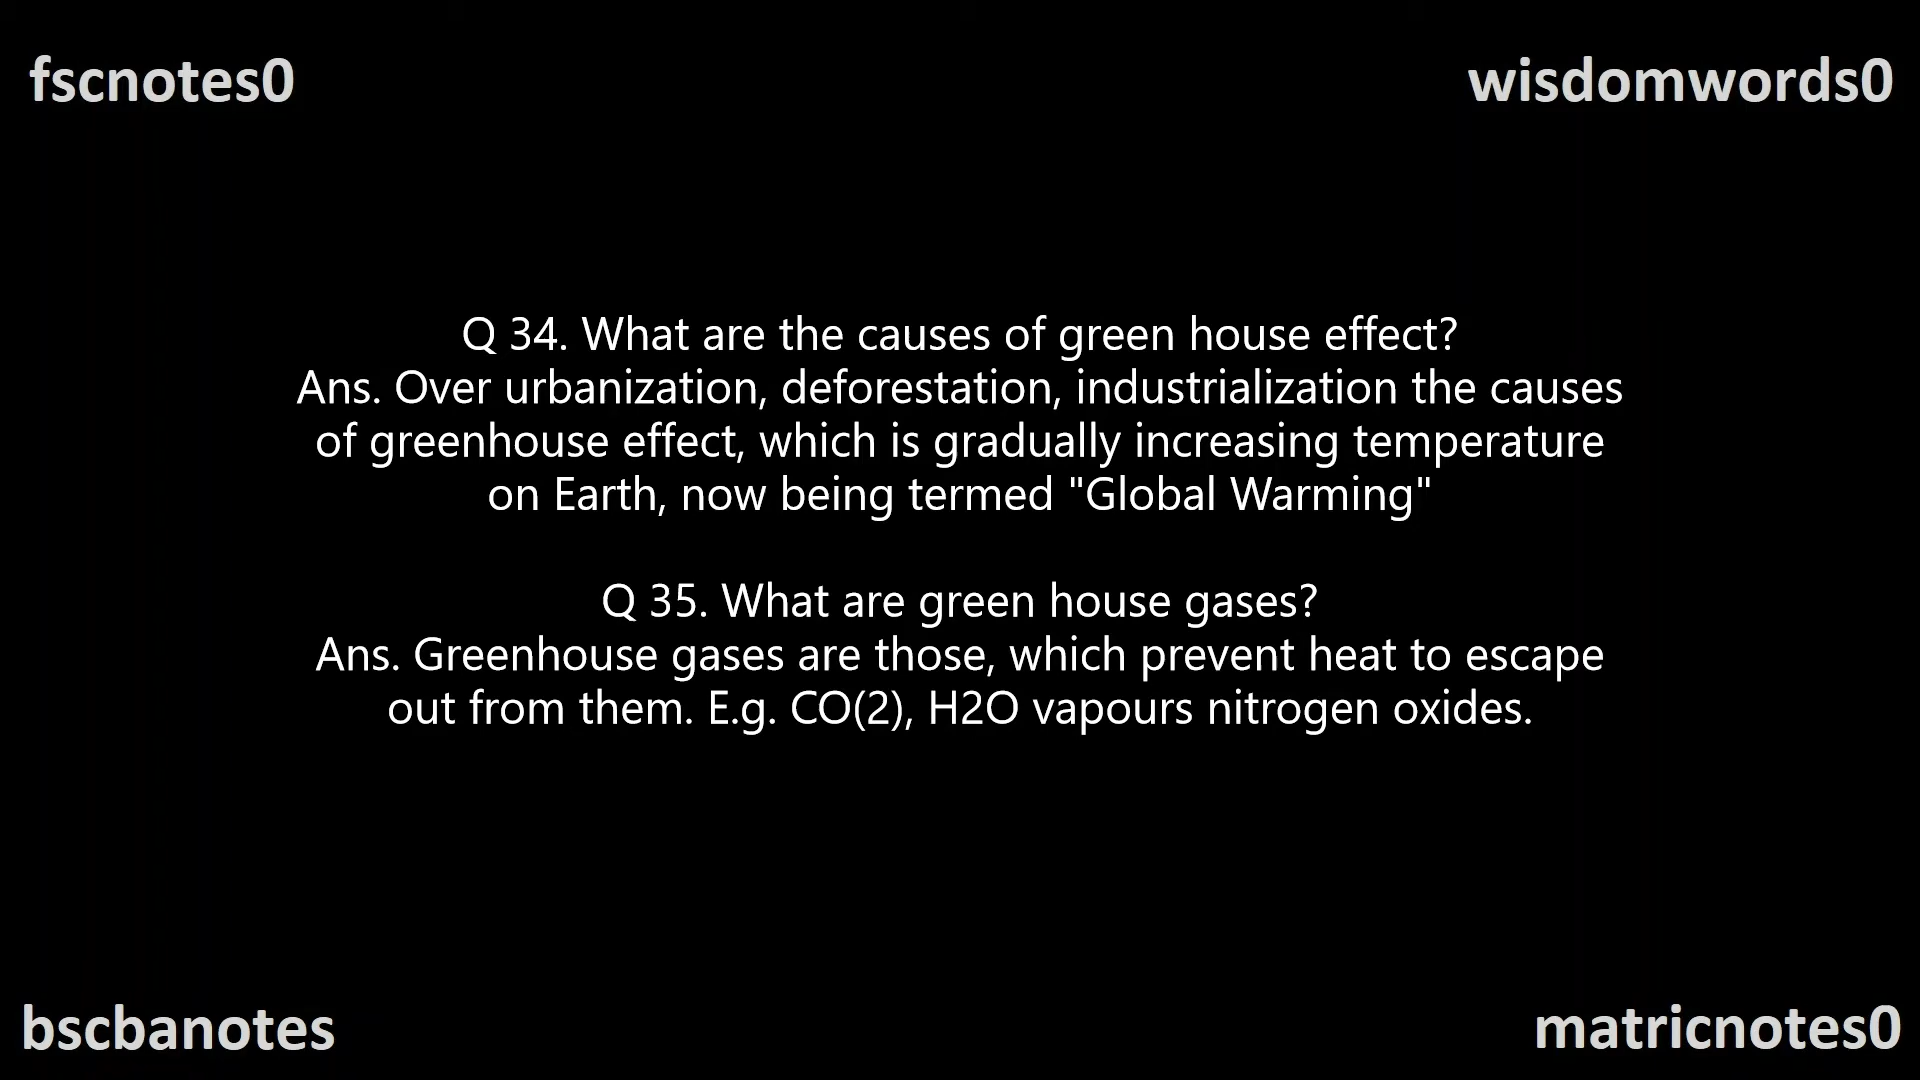 fscnotes0
wisdomwords0
Q 34. What are the causes of green house effect?
Ans. Over urbanization, deforestation, industrialization the causes
of greenhouse effect, which is gradually increasing temperature
on Earth, now being termed "Global Warming"
Q 35. What are green house gases?
Ans. Greenhouse gases are those, which prevent heat to escape
out from them. E.g. CO(2), H2O vapours nitrogen oxides.
bscbanotes
matricnotes0